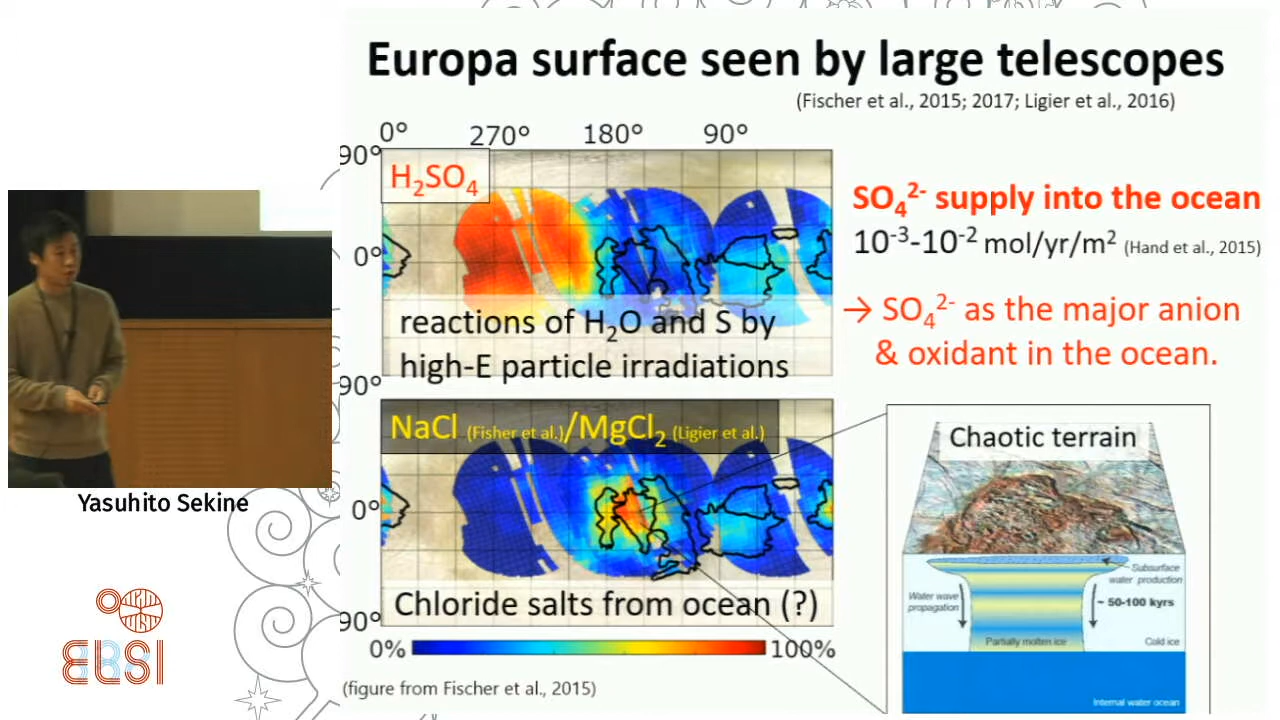 Europa surface seen by large telescopes
(Fischer et al., 2015; 2017; Ligier et al., 2016)
0° 270° 180° 90°
90°
H₂SO₄
0°
reactions of H₂O and S by
high-E particle irradiations
90°
SO₄²⁻ supply into the ocean
10⁻³-10⁻² mol/yr/m² (Hand et al., 2015)
→ SO₄²⁻ as the major anion
& oxidant in the ocean.
NaCl (Fisher et al.)/MgCl₂ (Ligier et al.)
0°
Chloride salts from ocean (?)
90°
0% 100%
(figure from Fischer et al., 2015)
Chaotic terrain
Subsurface
water production
Water wave
propagation
~ 50-100 kyrs
Partially molten ice
Cold ice
Internal water ocean
Yasuhito Sekine
ELSI